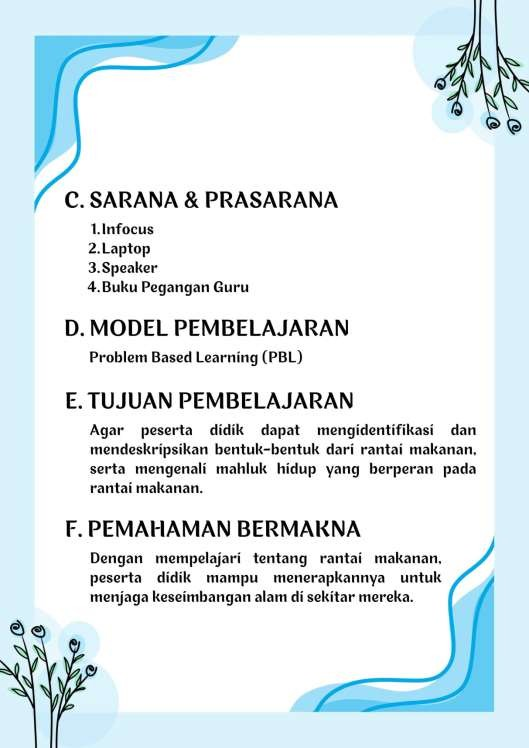 C. SARANA & PRASARANA
1. Infocus
2. Laptop
3. Speaker
4. Buku Pegangan Guru
D. MODEL PEMBELAJARAN
Problem Based Learning (PBL)
E. TUJUAN PEMBELAJARAN
Agar peserta didik dapat mengidentifikasi dan
mendeskripsikan bentuk-bentuk dari rantai makanan,
serta mengenali mahluk hidup yang berperan pada
rantai makanan.
F. PEMAHAMAN BERMAKNA
Dengan mempelajari tentang rantai makanan,
peserta didik mampu menerapkannya untuk
menjaga keseimbangan alam di sekitar mereka.